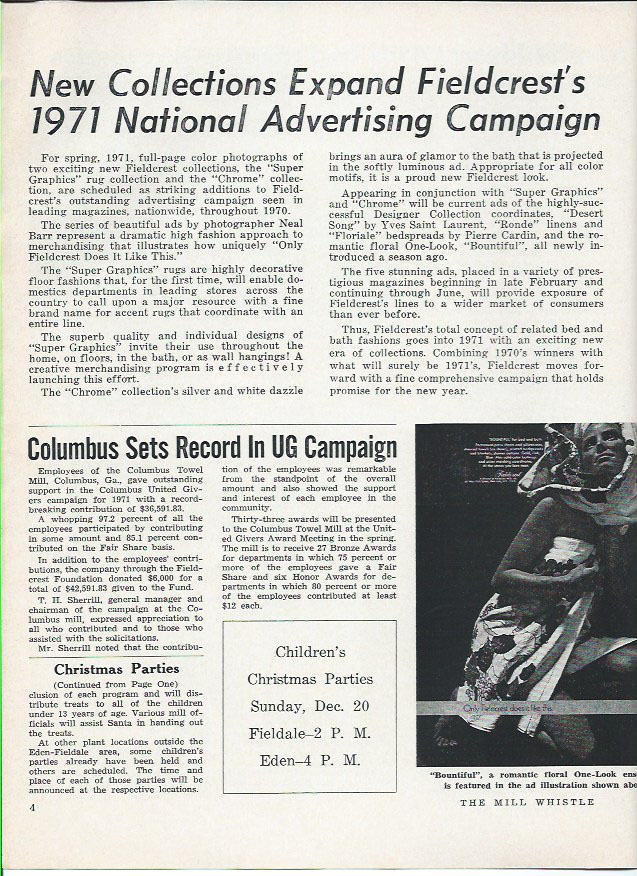 New Collections Expand Fieldcrest's
1971 National Advertising Campaign
For spring, 1971, full-page color photographs of
two exciting new Fieldcrest collections, the "Super
Graphics" rug collection and the "Chrome" collec-
tion, are scheduled as striking additions to Field-
crest's outstanding advertising campaign seen in
leading magazines, nationwide, throughout 1970.
The series of beautiful ads by photographer Neal
Barr represent a dramatic high fashion approach to
merchandising that illustrates how uniquely "Only
Fieldcrest Does It Like This."
The "Super Graphics" rugs are highly decorative
floor fashions that, for the first time, will enable do-
mestics departments in leading stores across the
country to call upon a major resource with a fine
brand name for accent rugs that coordinate with an
entire line.
The superb quality and individual designs of
"Super Graphics" invite their use throughout the
home, on floors, in the bath, or as wall hangings! A
creative merchandising program is effectively
launching this effort.
The "Chrome" collection's silver and white dazzle
brings an aura of glamor to the bath that is projected
in the softly luminous ad. Appropriate for all color
motifs, it is a proud new Fieldcrest look.
Appearing in conjunction with "Super Graphics"
and "Chrome" will be current ads of the highly-suc-
cessful Designer Collection coordinates, "Desert
Song" by Yves Saint Laurent, "Ronde" linens and
"Floriale" bedspreads by Pierre Cardin, and the ro-
mantic floral One-Look, "Bountiful", all newly in-
troduced a season ago.
The five stunning ads, placed in a variety of pres-
tigious magazines beginning in late February and
continuing through June, will provide exposure of
Fieldcrest's lines to a wider market of consumers
than ever before.
Thus, Fieldcrest's total concept of related bed and
bath fashions goes into 1971 with an exciting new
era of collections. Combining 1970's winners with
what will surely be 1971's, Fieldcrest moves for-
ward with a fine comprehensive campaign that holds
promise for the new year.
Columbus Sets Record In UG Campaign
Employees of the Columbus Towel
Mill, Columbus, Ga., gave outstanding
support in the Columbus United Giv-
ers campaign for 1971 with a record-
breaking contribution of $36,591.83.
A whopping 97.2 percent of all the
employees participated by contributing
in some amount and 85.1 percent con-
tributed on the Fair Share basis.
In addition to the employees' contri-
butions, the company through the Field-
crest Foundation donated $6,000 for a
total of $42,591.83 given to the Fund.
T. H. Sherrill, general manager and
chairman of the campaign at the Co-
lumbus mill, expressed appreciation to
all who contributed and to those who
assisted with the solicitations.
Mr. Sherrill noted that the contribu-
tion of the employees was remarkable
from the standpoint of the overall
amount and also showed the support
and interest of each employee in the
community.
Thirty-three awards will be presented
to the Columbus Towel Mill at the Unit-
ed Givers Award Meeting in the spring.
The mill is to receive 27 Bronze Awards
for departments in which 75 percent or
more of the employees gave a Fair
Share and six Honor Awards for de-
partments in which 80 percent or more
of the employees contributed at least
$12 each.
Christmas Parties
(Continued from Page One)
clusion of each program and will dis-
tribute treats to all of the children
under 13 years of age. Various mill of-
ficials will assist Santa in handing out
the treats.
At other plant locations outside the
Eden-Fieldale area, some children's
parties already have been held and
others are scheduled. The time and
place of each of those parties will be
announced at the respective locations.
Children's
Christmas Parties
Sunday, Dec. 20
Fieldale—2 P. M.
Eden—4 P. M.
Only Fieldcrest does it like this.
"Bountiful", a romantic floral One-Look ens
is featured in the ad illustration shown abo
4
THE MILL WHISTLE